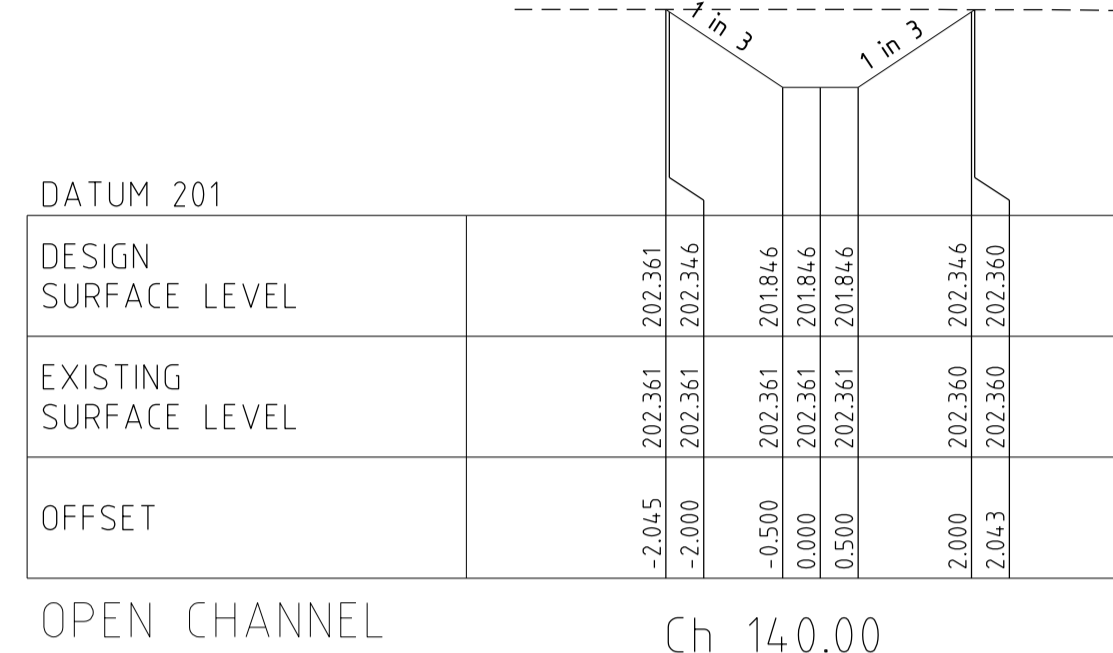 1 in 3
1 in 3
DATUM 201
DESIGN
SURFACE LEVEL
202.361
202.346
201.846
201.846
201.846
202.346
202.360
EXISTING
SURFACE LEVEL
202.361
202.361
202.361
202.361
202.361
202.360
202.360
OFFSET
-2.045
-2.000
-0.500
0.000
0.500
2.000
2.043
OPEN CHANNEL
Ch 140.00